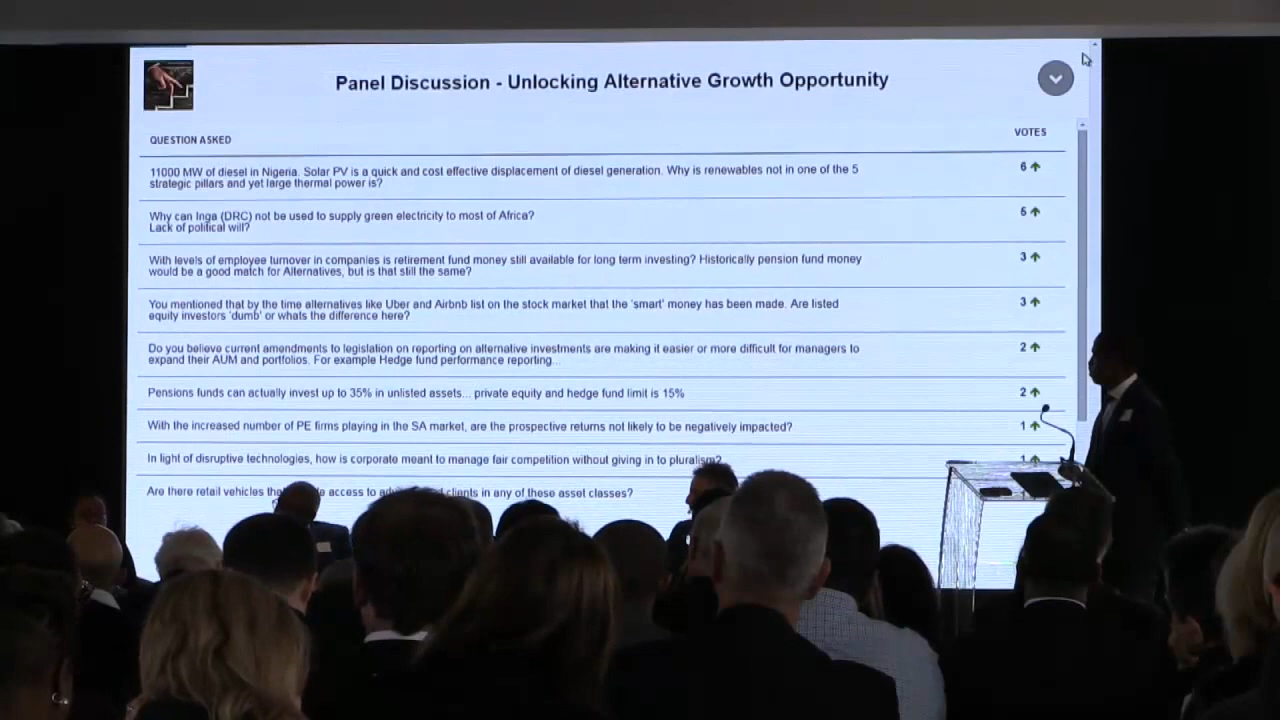 Panel Discussion - Unlocking Alternative Growth Opportunity
QUESTION ASKED VOTES
11000 MW of diesel in Nigeria. Solar PV is a quick and cost effective displacement of diesel generation. Why is renewables not in one of the 5 6
strategic pillars and yet large thermal power is?
Why can Inga (DRC) not be used to supply green electricity to most of Africa? 5
Lack of political will?
With levels of employee turnover in companies is retirement fund money still available for long term investing? Historically pension fund money 3
would be a good match for Alternatives, but is that still the same?
You mentioned that by the time alternatives like Uber and Airbnb list on the stock market that the 'smart' money has been made. Are listed 3
equity investors 'dumb' or whats the difference here?
Do you believe current amendments to legislation on reporting on alternative investments are making it easier or more difficult for managers to 2
expand their AUM and portfolios. For example Hedge fund performance reporting...
Pensions funds can actually invest up to 35% in unlisted assets... private equity and hedge fund limit is 15% 2
With the increased number of PE firms playing in the SA market, are the prospective returns not likely to be negatively impacted? 1
In light of disruptive technologies, how is corporate meant to manage fair competition without giving in to pluralism? 1
Are there retail vehicles access to clients in any of these asset classes?